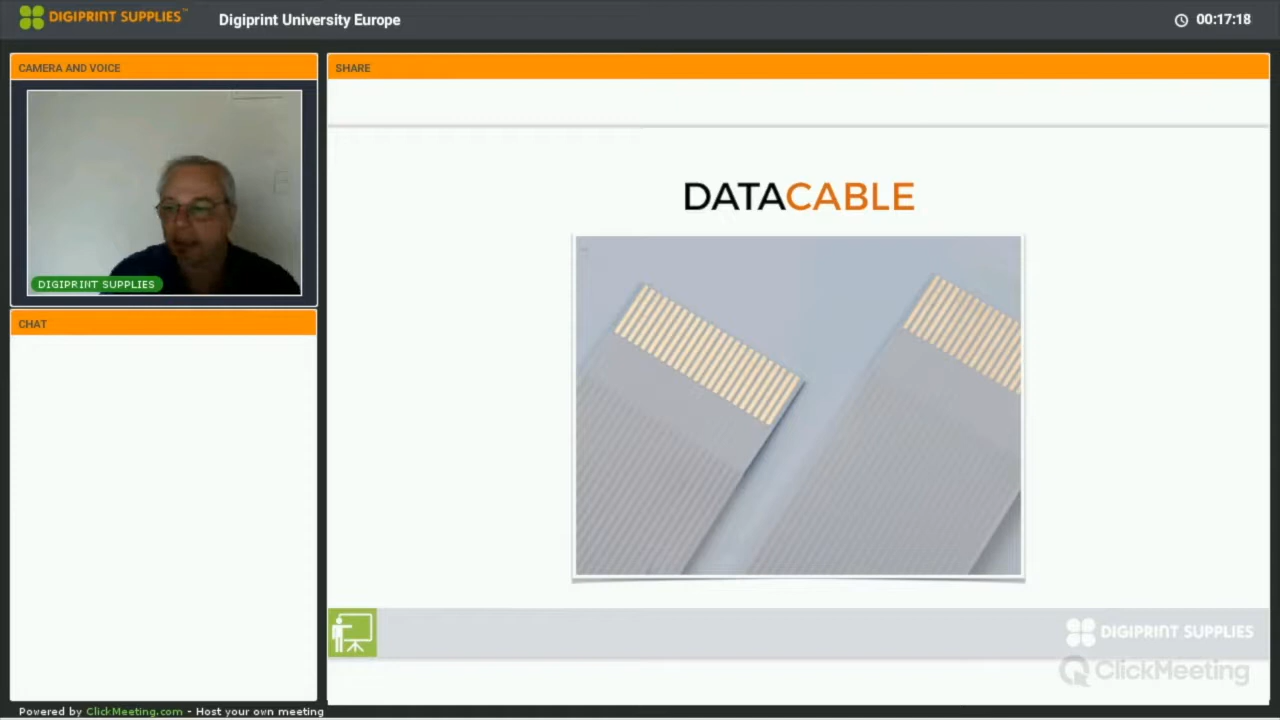 DIGIPRINT SUPPLIES™
Digiprint University Europe
00:17:18
CAMERA AND VOICE
SHARE
DIGIPRINT SUPPLIES
CHAT
DATACABLE
DIGIPRINT SUPPLIES
ClickMeeting
Powered by ClickMeeting.com - Host your own meeting